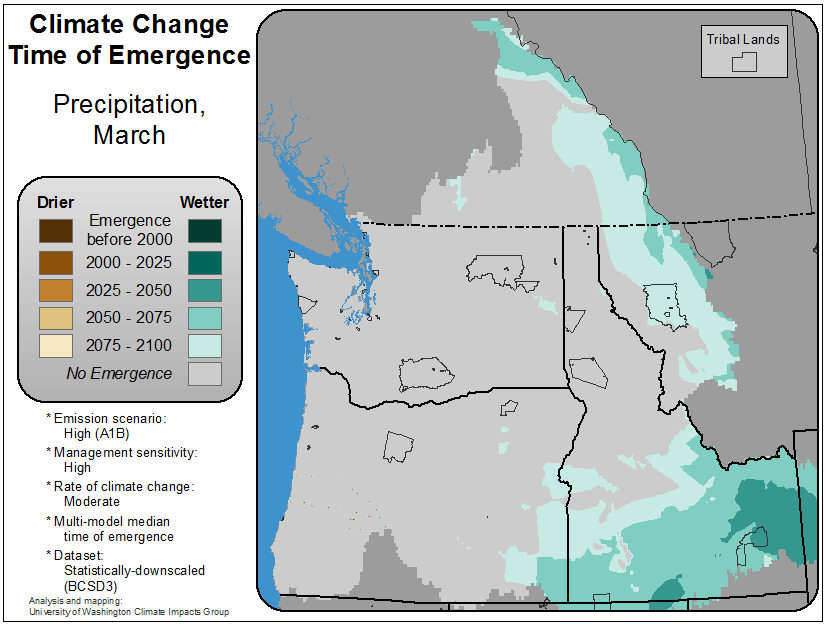 Climate Change
Time of Emergence
Precipitation,
March
Drier
Wetter
Emergence
before 2000
2000 - 2025
2025 - 2050
2050 - 2075
2075 - 2100
No Emergence
* Emission scenario:
High (A1B)
* Management sensitivity:
High
* Rate of climate change:
Moderate
* Multi-model median
time of emergence
* Dataset:
Statistically-downscaled
(BCSD3)
Analysis and mapping:
University of Washington Climate Impacts Group
Tribal Lands